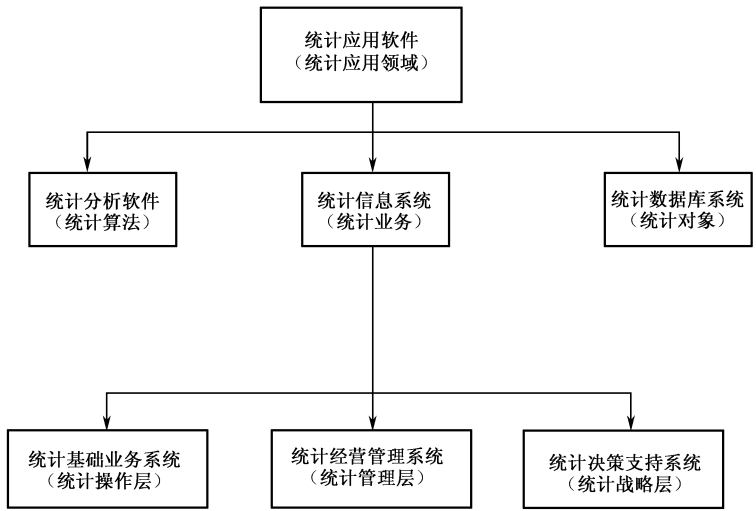 统计应用软件
（统计应用领域）
统计分析软件
（统计算法）
统计信息系统
（统计业务）
统计数据库系统
（统计对象）
统计基础业务系统
（统计操作层）
统计经营管理系统
（统计管理层）
统计决策支持系统
（统计战略层）